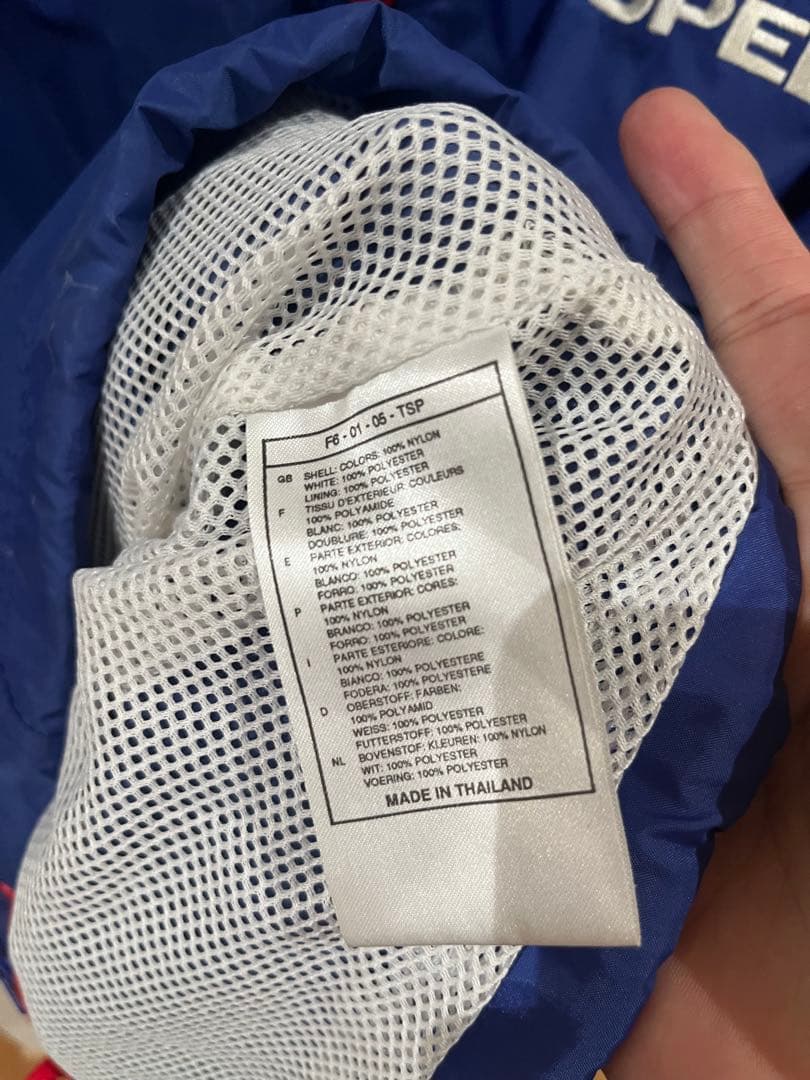 OPE
F6 - 01 - 05 - TSP
GB SHELL: COLORS: 100% NYLON
WHITE: 100% POLYESTER
LINING: 100% POLYESTER
F TISSU D'EXTERIEUR: COULEURS
100% POLYAMIDE
BLANC: 100% POLYESTER
DOUBLURE: 100% POLYESTER
E PARTE EXTERIOR: COLORES:
100% NYLON
BLANCO: 100% POLYESTER
FORRO: 100% POLYESTER
P PARTE EXTERIOR: CORES:
100% NYLON
BRANCO: 100% POLYESTER
FORRO: 100% POLYESTER
I PARTE ESTERIORE: COLORE:
100% NYLON
BIANCO: 100% POLYESTERE
FODERA: 100% POLYESTERE
D OBERSTOFF: FARBEN:
100% POLYAMID
WEISS: 100% POLYESTER
FUTTERSTOFF: 100% POLYESTER
NL BOVENSTOF: KLEUREN: 100% NYLON
WIT: 100% POLYESTER
VOERING: 100% POLYESTER
MADE IN THAILAND